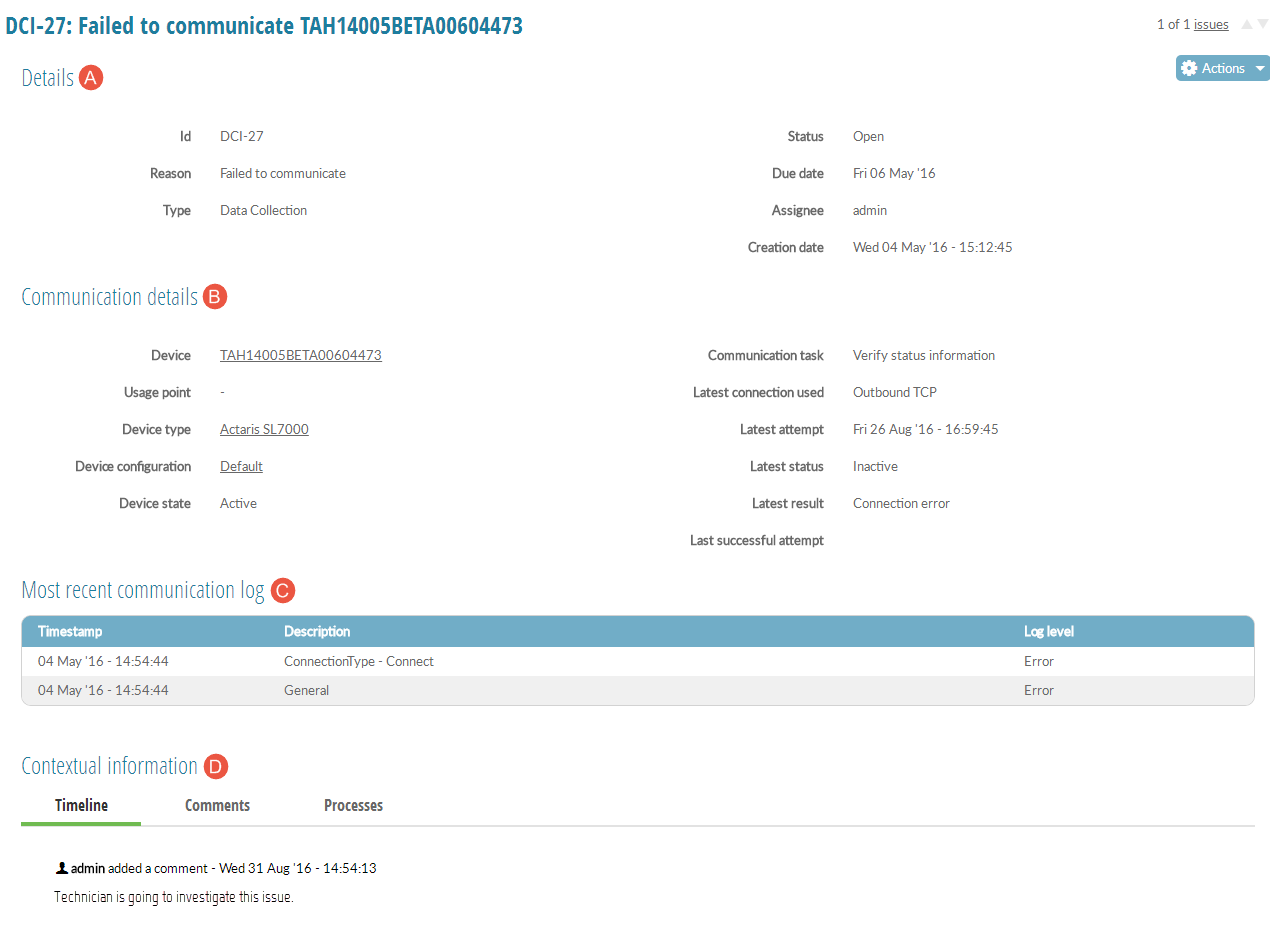 DCI-27: Failed to communicate TAH14005BETA00604473
1 of 1 issues
Details A
Actions
Id DCI-27
Status Open
Reason Failed to communicate
Due date Fri 06 May '16
Type Data Collection
Assignee admin
Creation date Wed 04 May '16 - 15:12:45
Communication details B
Device TAH14005BETA00604473
Communication task Verify status information
Usage point -
Latest connection used Outbound TCP
Device type Actaris SL7000
Latest attempt Fri 26 Aug '16 - 16:59:45
Device configuration Default
Latest status Inactive
Device state Active
Latest result Connection error
Last successful attempt
Most recent communication log C
Timestamp Description Log level
04 May '16 - 14:54:44 ConnectionType - Connect Error
04 May '16 - 14:54:44 General Error
Contextual information D
Timeline Comments Processes
admin added a comment - Wed 31 Aug '16 - 14:54:13
Technician is going to investigate this issue.